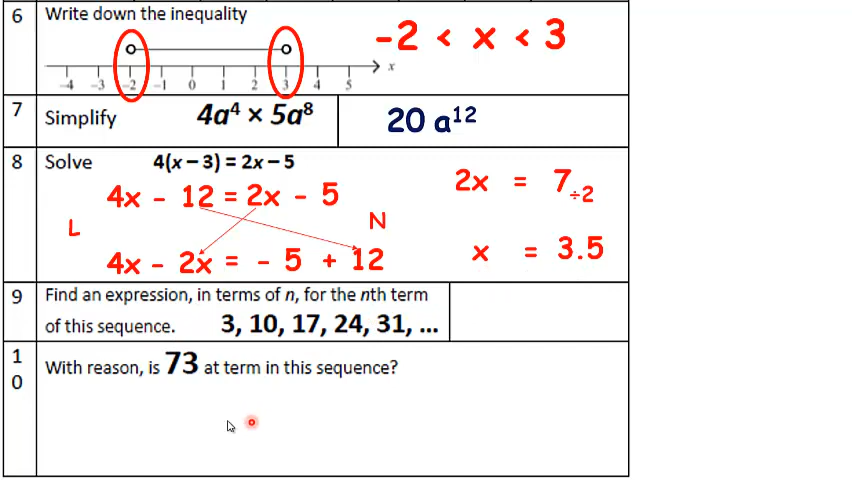 6 Write down the inequality
-2 < x < 3
x
-4 -3 -2 -1 0 1 2 3 4 5
7 Simplify 4a⁴ × 5a⁸ 20 a¹²
8 Solve 4(x – 3) = 2x – 5
4x - 12 = 2x - 5
2x = 7 ÷2
L N
4x - 2x = - 5 + 12
x = 3.5
9 Find an expression, in terms of n, for the nth term
of this sequence. 3, 10, 17, 24, 31, ...
10 With reason, is 73 at term in this sequence?